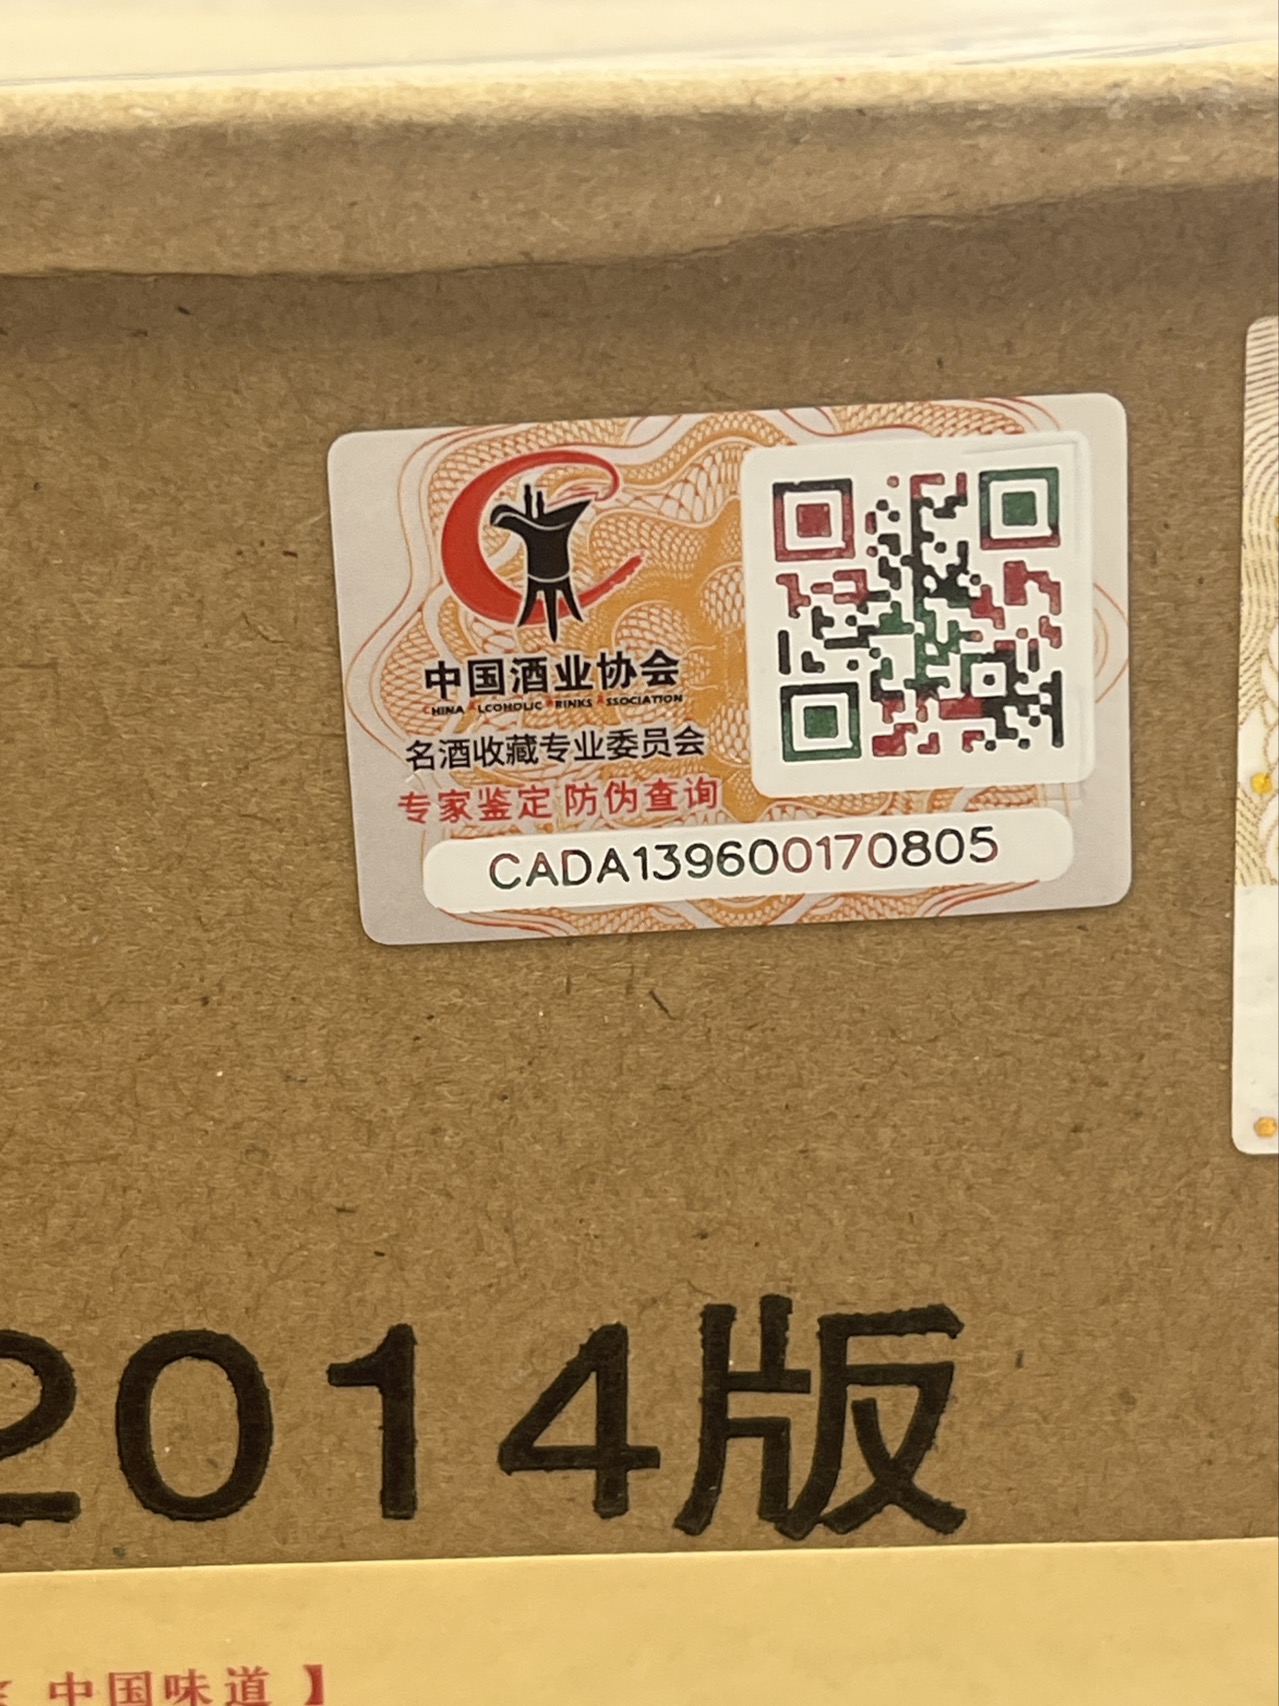 中国酒业协会
CHINA ALCOHOLIC DRINKS ASSOCIATION
名酒收藏专业委员会
专家鉴定 防伪查询
CADA139600170805
2014版
中国味道】